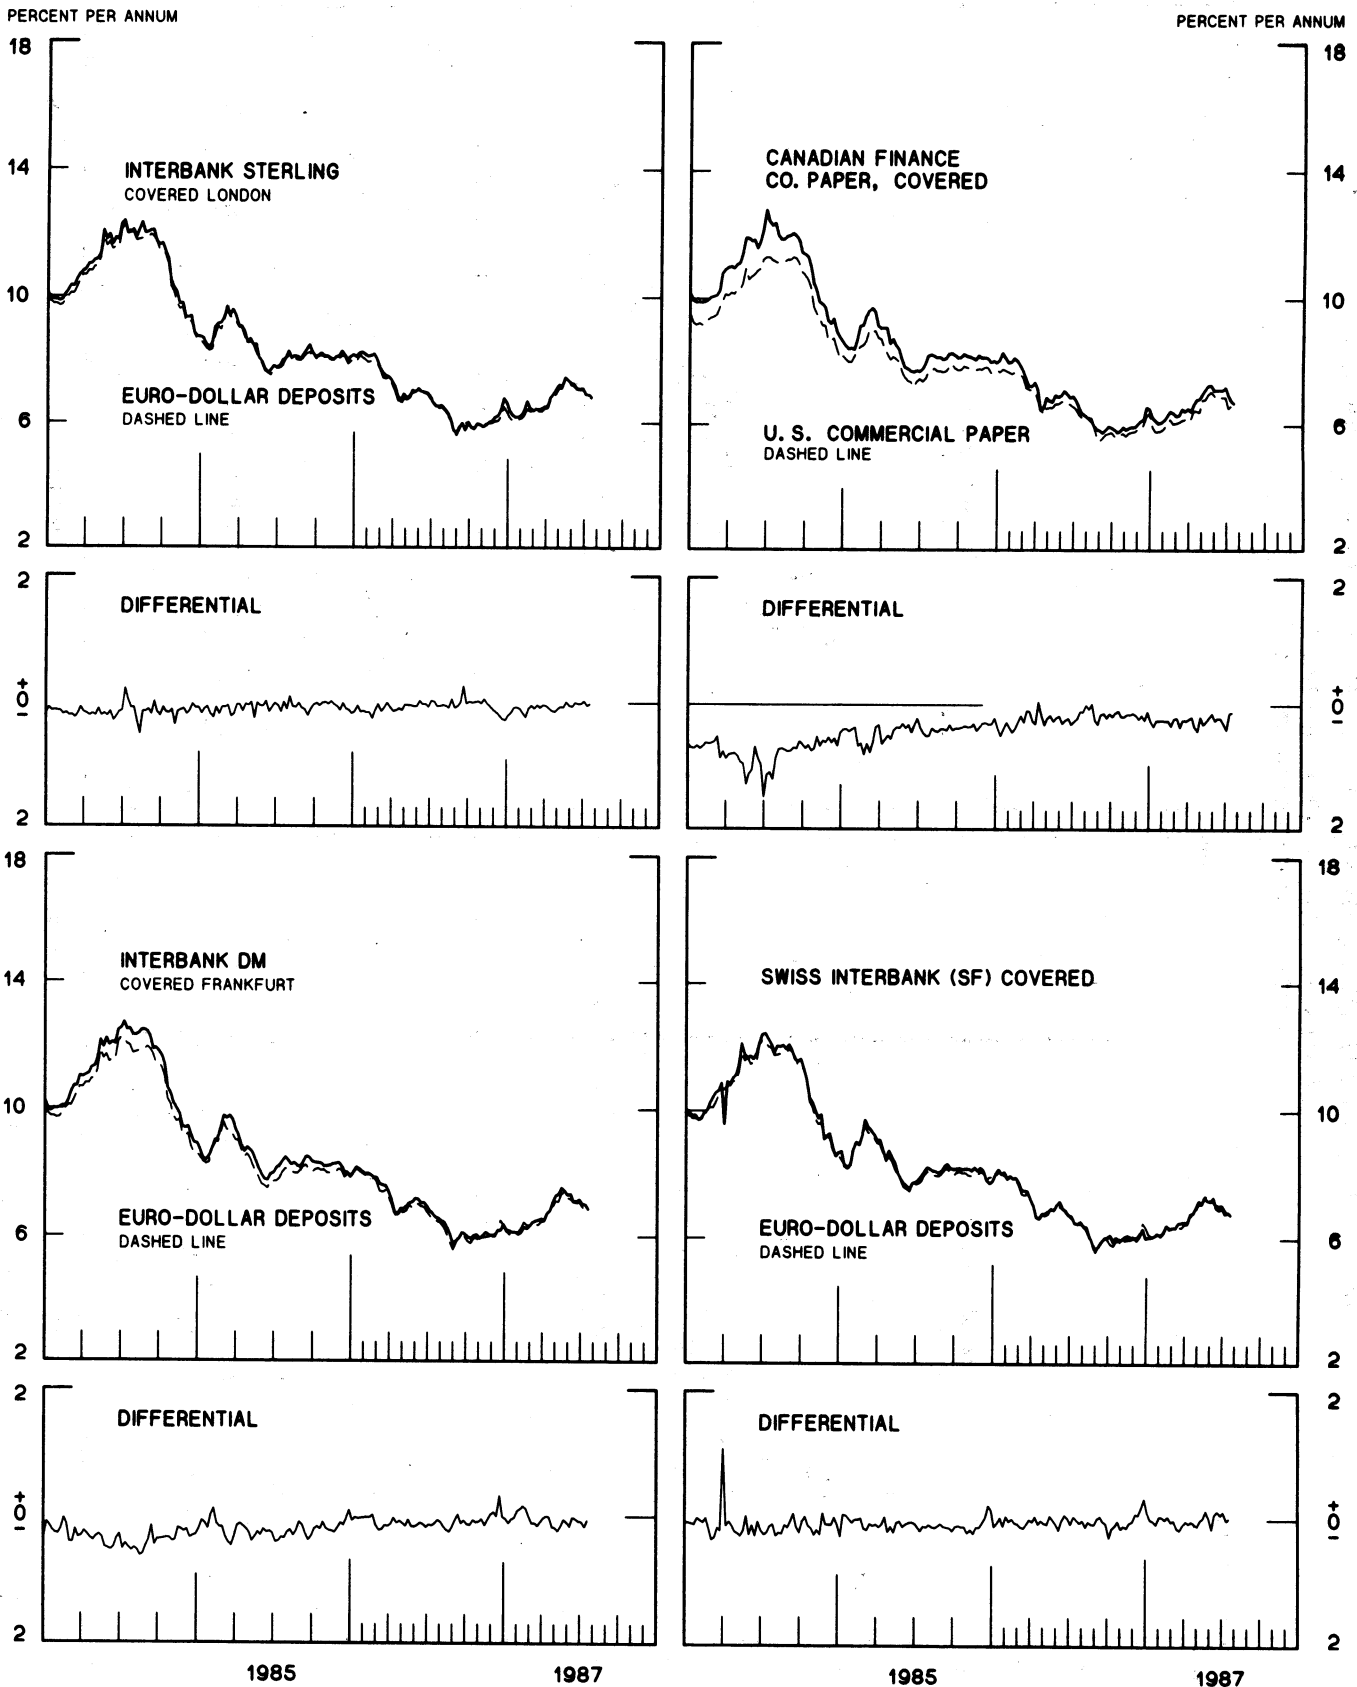 PERCENT PER ANNUM
PERCENT PER ANNUM
18
14
10
6
2
INTERBANK STERLING
COVERED LONDON
EURO-DOLLAR DEPOSITS
DASHED LINE
CANADIAN FINANCE
CO. PAPER, COVERED
U. S. COMMERCIAL PAPER
DASHED LINE
18
14
10
6
2
2
+
0
−
2
DIFFERENTIAL
DIFFERENTIAL
2
+
0
−
2
18
14
10
6
2
INTERBANK DM
COVERED FRANKFURT
EURO-DOLLAR DEPOSITS
DASHED LINE
SWISS INTERBANK (SF) COVERED
EURO-DOLLAR DEPOSITS
DASHED LINE
18
14
10
6
2
2
+
0
−
2
DIFFERENTIAL
DIFFERENTIAL
2
+
0
−
2
1985
1987
1985
1987